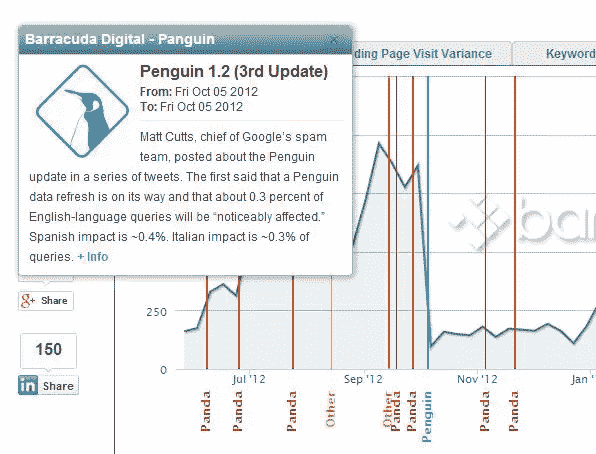 Barracuda Digital - Panguin
×
Penguin 1.2 (3rd Update)
From: Fri Oct 05 2012
To: Fri Oct 05 2012
Matt Cutts, chief of Google's spam
team, posted about the Penguin
update in a series of tweets. The first said that a Penguin
data refresh is on its way and that about 0.3 percent of
English-language queries will be “noticeably affected.”
Spanish impact is ~0.4%. Italian impact is ~0.3% of
queries. + Info
ding Page Visit Variance
Keyword
bar
g+ Share
150
in Share
250
0
Jul '12
Sep '12
Nov '12
Jan '
Panda
Panda
Panda
Other
Other
Panda
Panda
Penguin
Panda
Panda